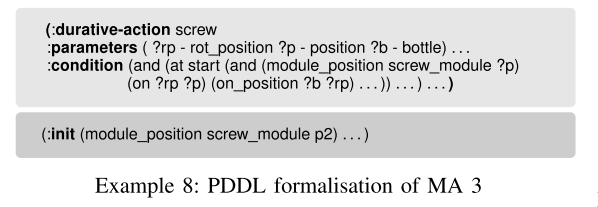 (:durative-action screw
:parameters ( ?rp - rot_position ?p - position ?b - bottle) ...
:condition (and (at start (and (module_position screw_module ?p)
(on ?rp ?p) (on_position ?b ?rp) ...)) ...) ...)
(:init (module_position screw_module p2) ...)
Example 8: PDDL formalisation of MA 3